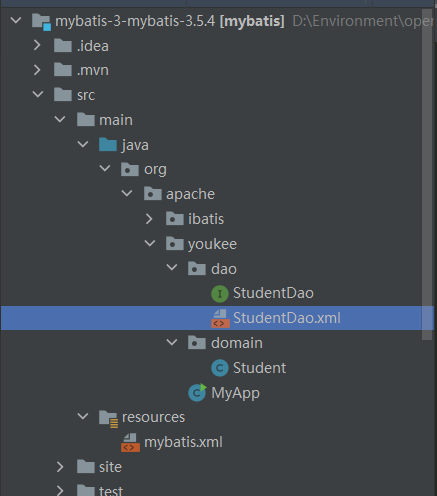 mybatis-3-mybatis-3.5.4 [mybatis] D:\Environment\oper
.idea
.mvn
src
main
java
org
apache
ibatis
youkee
dao
StudentDao
StudentDao.xml
domain
Student
MyApp
resources
mybatis.xml
site
test